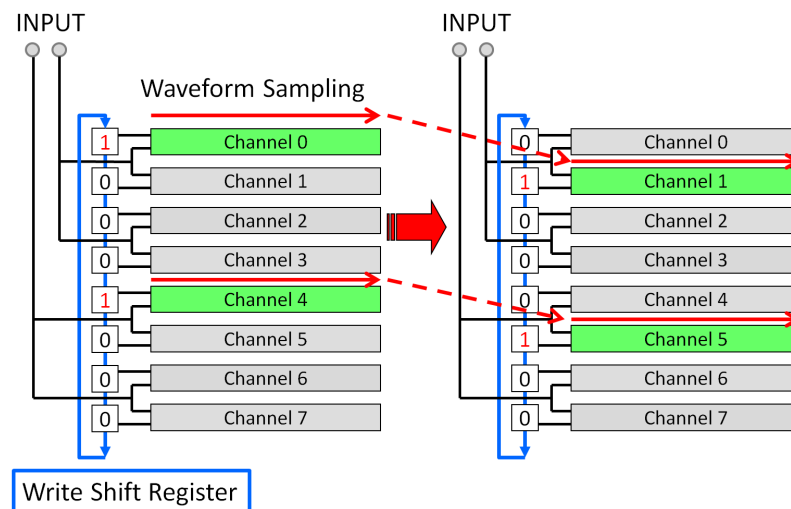 INPUT
Waveform Sampling
1 Channel 0
0 Channel 1
0 Channel 2
0 Channel 3
1 Channel 4
0 Channel 5
0 Channel 6
0 Channel 7
Write Shift Register
INPUT
0 Channel 0
1 Channel 1
0 Channel 2
0 Channel 3
0 Channel 4
1 Channel 5
0 Channel 6
0 Channel 7